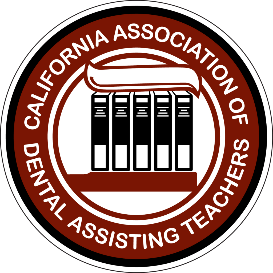 CALIFORNIA ASSOCIATION OF
DENTAL ASSISTING TEACHERS